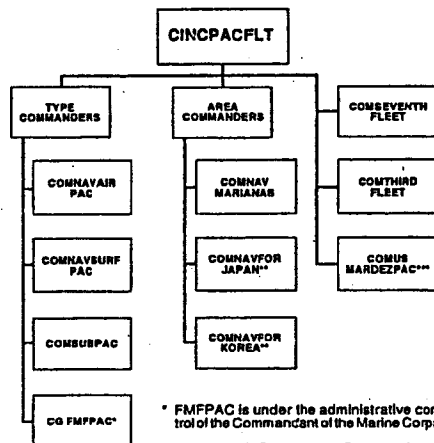 CINCPACFLT
TYPE
COMMANDERS
AREA
COMMANDERS
COMSEVENTH
FLEET
COMNAVAIR
PAC
COMNAV
MARIANAS
COMTHIRD
FLEET
COMNAVSURF
PAC
COMNAVFOR
JAPAN**
COMUS
MARDEZPAC***
COMSUBPAC
COMNAVFOR
KOREA**
CG FMFPAC*
* FMFPAC is under the administrative con
trol of the Commandant of the Marine Corps